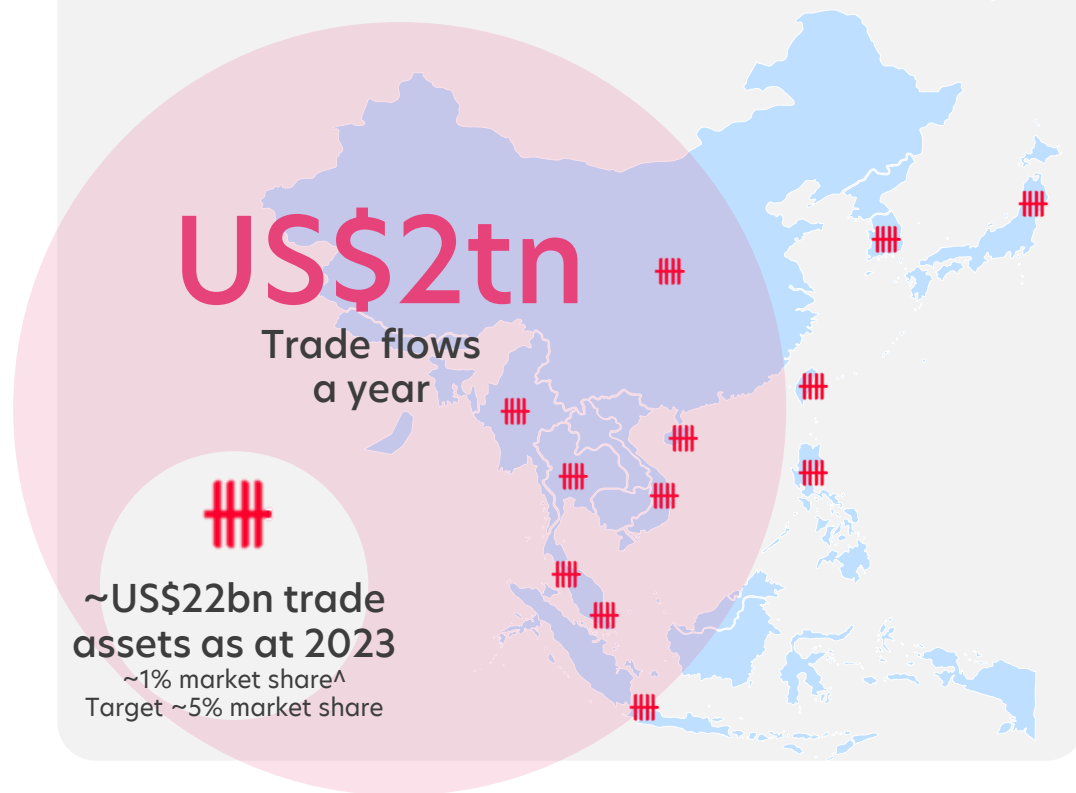 US$2tn
Trade flows
a year
~US$22bn trade
assets as at 2023
~1% market share^
Target ~5% market share